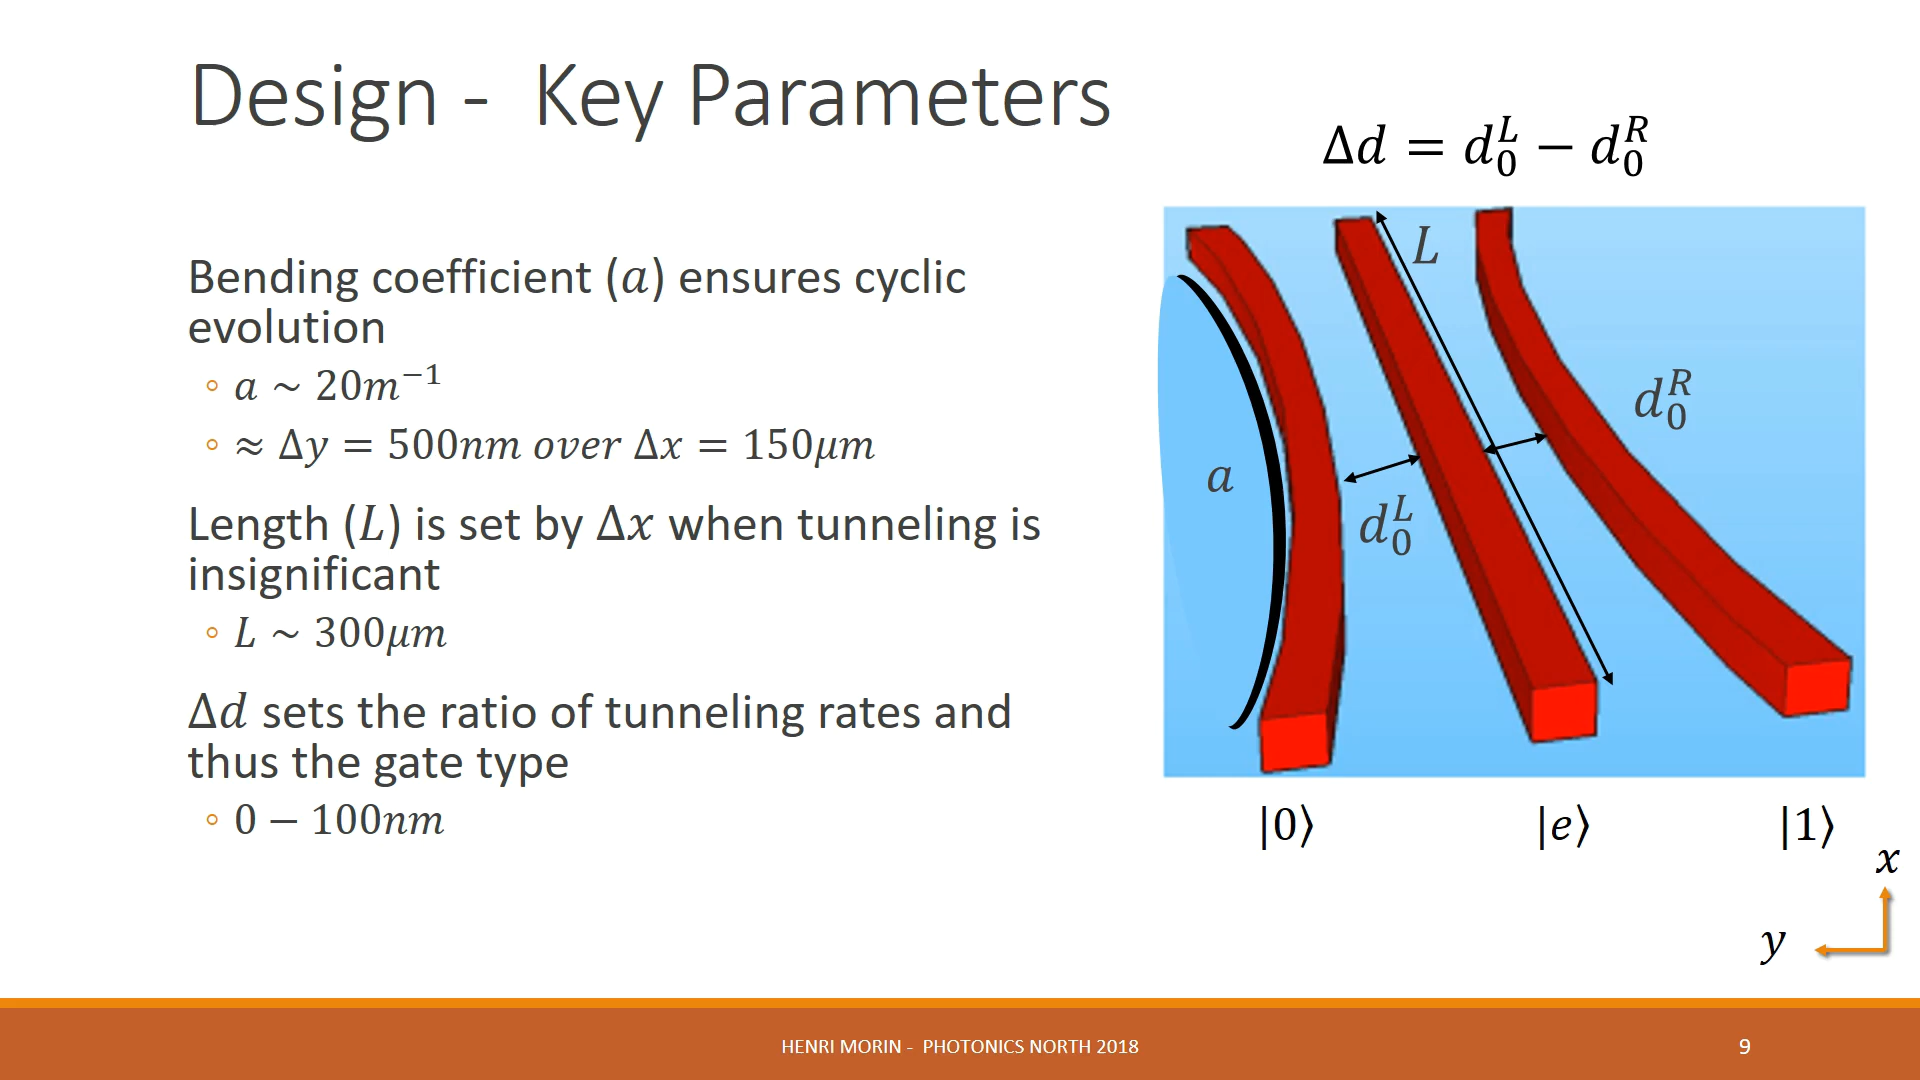 Design - Key Parameters
Δd = d₀ᴸ − d₀ᴿ
Bending coefficient (a) ensures cyclic
evolution
◦ a ~ 20m⁻¹
◦ ≈ Δy = 500nm over Δx = 150μm
Length (L) is set by Δx when tunneling is
insignificant
◦ L ~ 300μm
Δd sets the ratio of tunneling rates and
thus the gate type
◦ 0 − 100nm
L
d₀ᴿ
a
d₀ᴸ
|0⟩ |e⟩ |1⟩
x
y
HENRI MORIN - PHOTONICS NORTH 2018
9